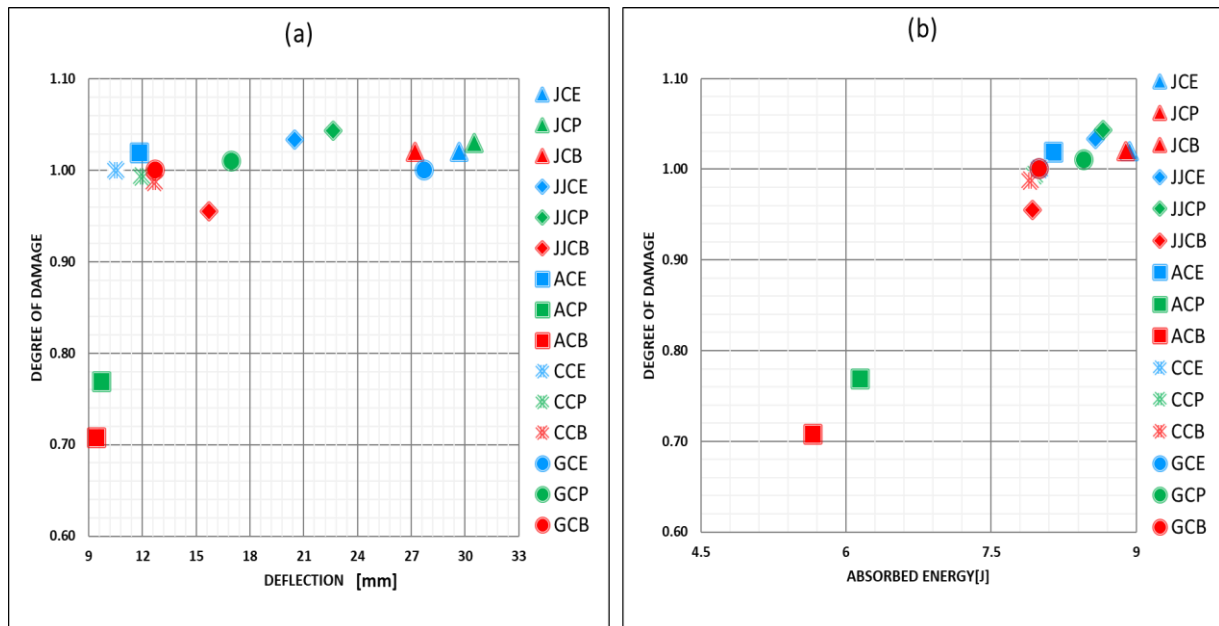 (a)
DEGREE OF DAMAGE
1.10
1.00
0.90
0.80
0.70
0.60
9 12 15 18 21 24 27 30 33
DEFLECTION [mm]
JCE
JCP
JCB
JJCE
JJCP
JJCB
ACE
ACP
ACB
CCE
CCP
CCB
GCE
GCP
GCB
(b)
DEGREE OF DAMAGE
1.10
1.00
0.90
0.80
0.70
0.60
4.5 6 7.5 9
ABSORBED ENERGY[J]
JCE
JCP
JCB
JJCE
JJCP
JJCB
ACE
ACP
ACB
CCE
CCP
CCB
GCE
GCP
GCB